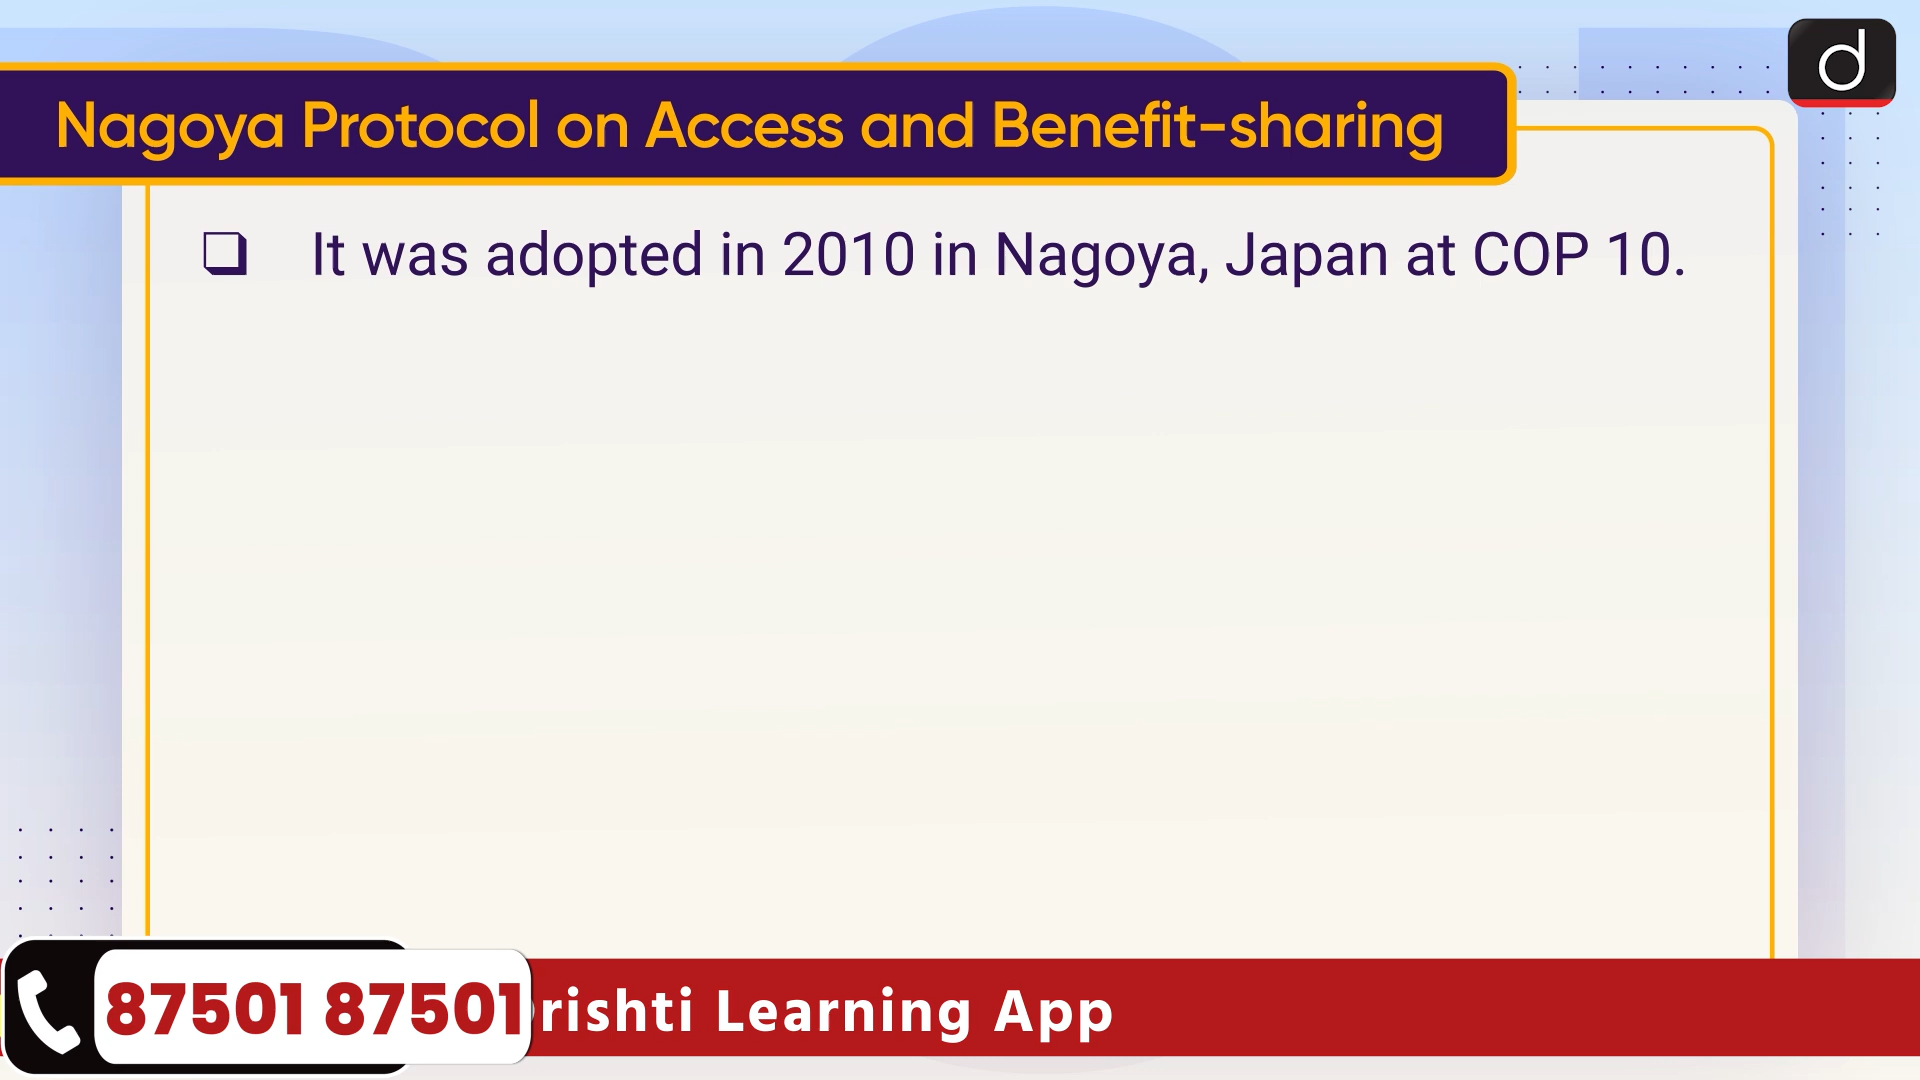 Nagoya Protocol on Access and Benefit-sharing
❑ It was adopted in 2010 in Nagoya, Japan at COP 10.
87501 87501
rishti Learning App